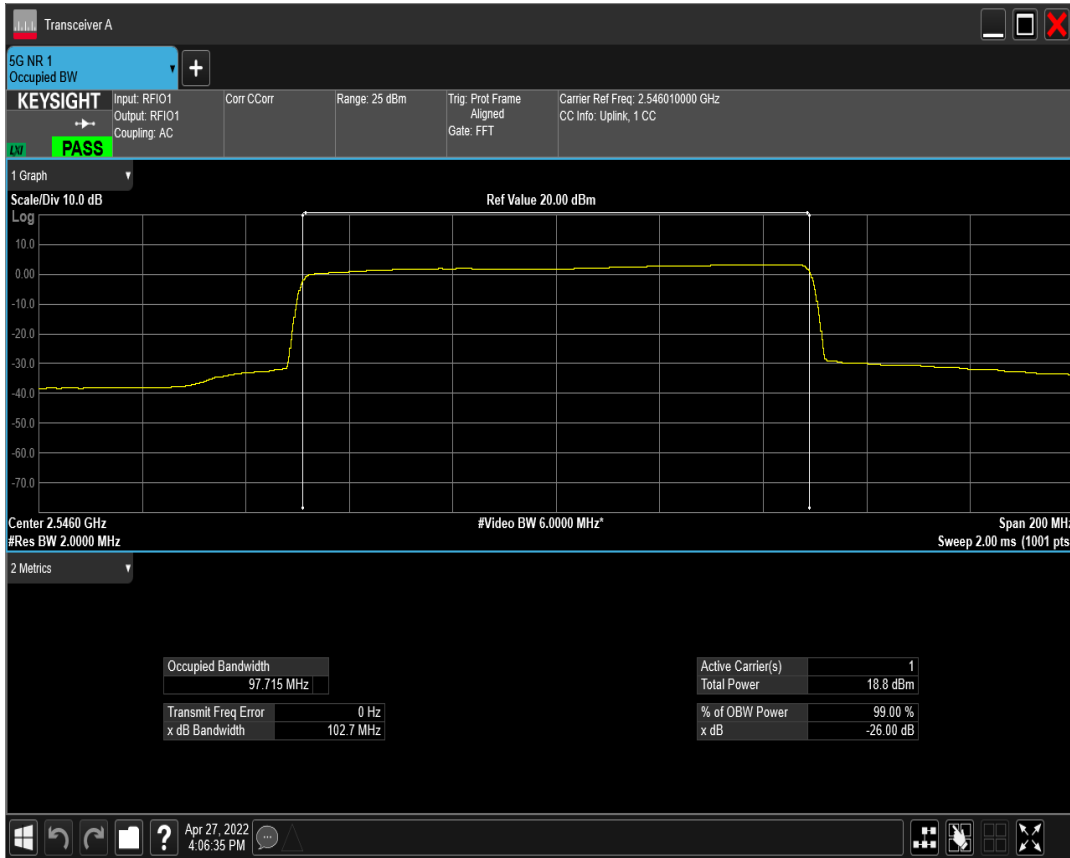 Transceiver A
5G NR 1
Occupied BW
+
KEYSIGHT
Input: RFIO1
Output: RFIO1
Coupling: AC
Corr CCorr
Range: 25 dBm
Trig: Prot Frame
Aligned
Gate: FFT
Carrier Ref Freq: 2.546010000 GHz
CC Info: Uplink, 1 CC
LXI
PASS
1 Graph
Scale/Div 10.0 dB
Ref Value 20.00 dBm
Log
10.0
0.00
-10.0
-20.0
-30.0
-40.0
-50.0
-60.0
-70.0
Center 2.5460 GHz
#Video BW 6.0000 MHz*
Span 200 MHz
#Res BW 2.0000 MHz
Sweep 2.00 ms (1001 pts
2 Metrics
Occupied Bandwidth
97.715 MHz
Transmit Freq Error 0 Hz
x dB Bandwidth 102.7 MHz
Active Carrier(s) 1
Total Power 18.8 dBm
% of OBW Power 99.00 %
x dB -26.00 dB
?
Apr 27, 2022
4:06:35 PM